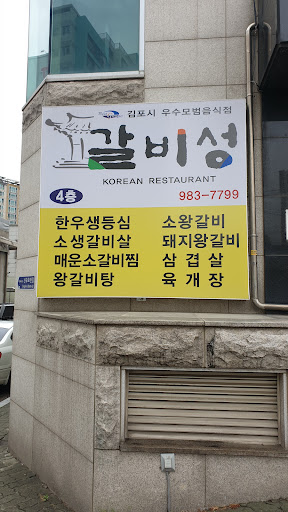 김포시 우수모범음식점
갈비성
KOREAN RESTAURANT
4층 983-7799
한우생등심 소왕갈비
소생갈비살 돼지왕갈비
매운소갈비찜 삼겹살
왕갈비탕 육개장